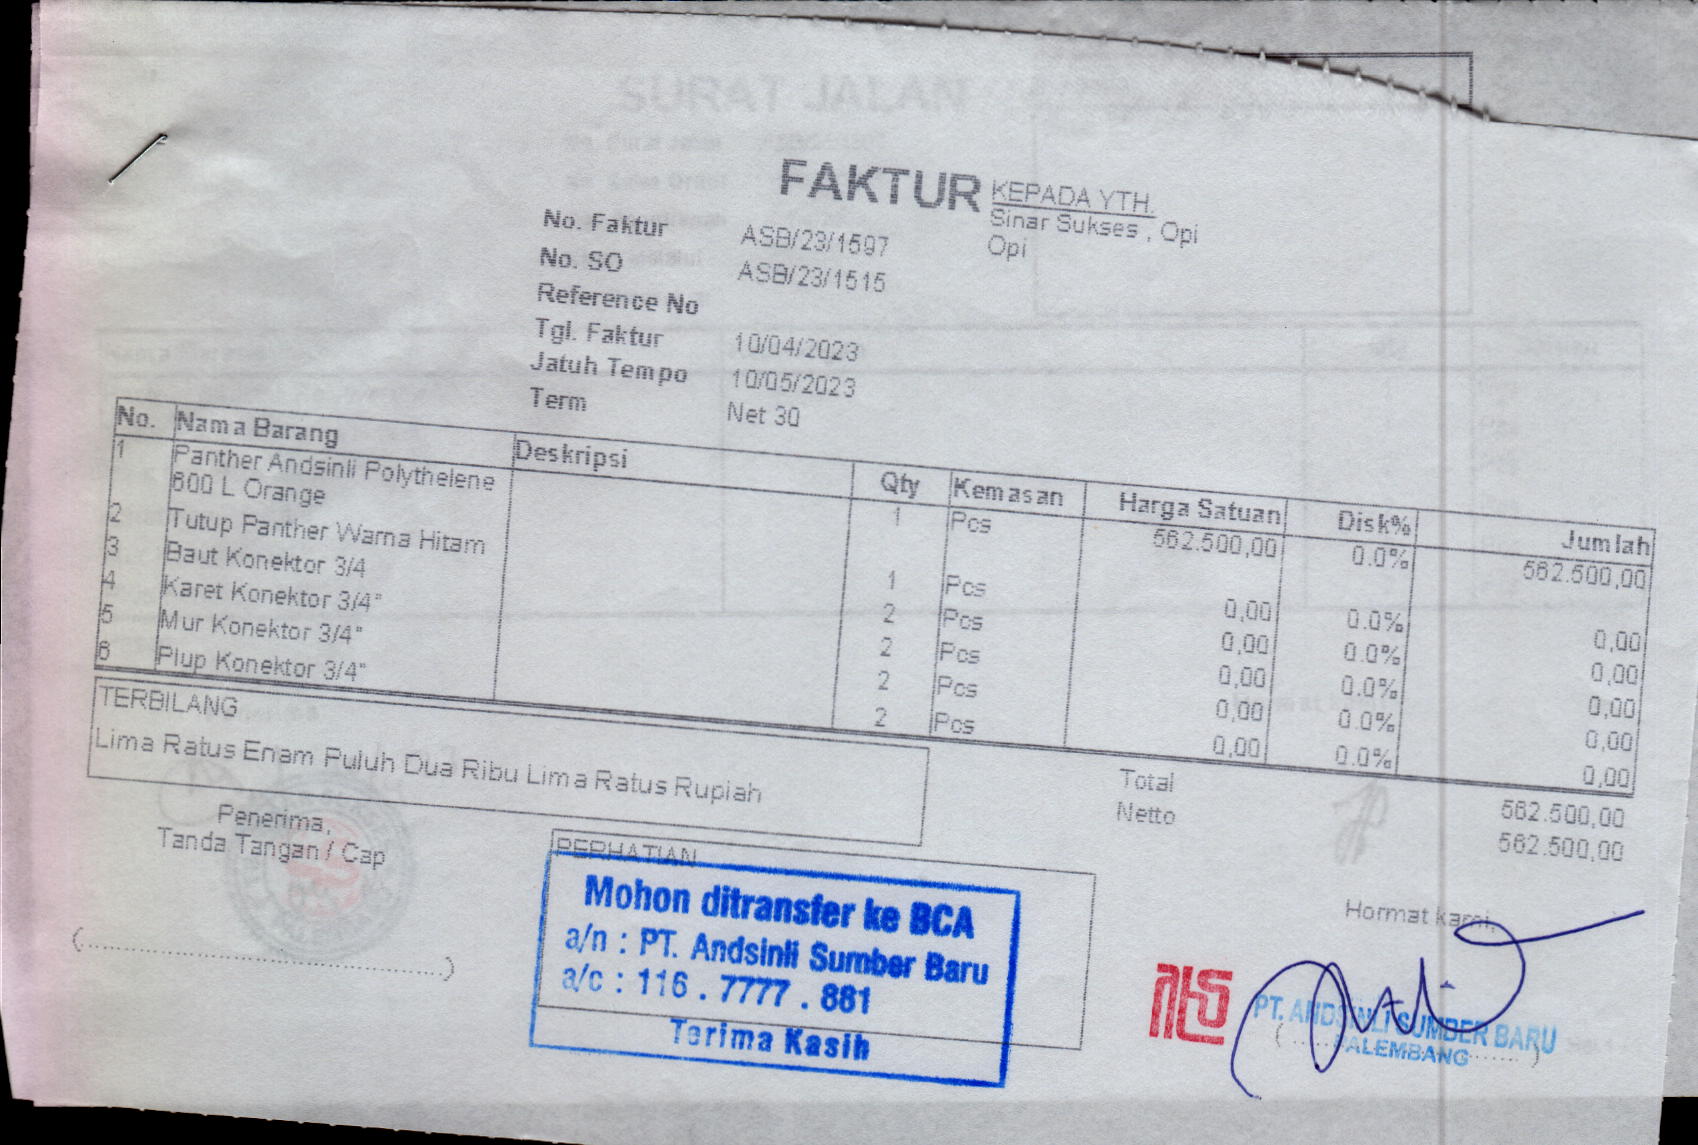 SURAT JALAN
FAKTUR
KEPADA YTH.
Sinar Sukses , Opi
Opi
No. Faktur ASB/23/1597
No. SO ASB/23/1515
Reference No
Tgl. Faktur 10/04/2023
Jatuh Tempo 10/05/2023
Term Net 30
No. Nama Barang Deskripsi Qty Kemasan Harga Satuan Disk% Jumlah
1 Panther Andsinli Polythelene 1 Pcs 562.500,00 0.0% 562.500,00
600 L Orange
2 Tutup Panther Warna Hitam 1 Pcs 0,00 0.0% 0,00
3 Baut Konektor 3/4 2 Pcs 0,00 0.0% 0,00
4 Karet Konektor 3/4" 2 Pcs 0,00 0.0% 0,00
5 Mur Konektor 3/4" 2 Pcs 0,00 0.0% 0,00
6 Plup Konektor 3/4" 2 Pcs 0,00 0.0% 0,00
TERBILANG
Lima Ratus Enam Puluh Dua Ribu Lima Ratus Rupiah
Total 562.500,00
Netto 562.500,00
Penerima,
Tanda Tangan / Cap
(..............................)
PERHATIAN
Mohon ditransfer ke BCA
a/n : PT. Andsinli Sumber Baru
a/c : 116 . 7777 . 881
Terima Kasih
Hormat kami,
PT. ANDSINLI SUMBER BARU
PALEMBANG